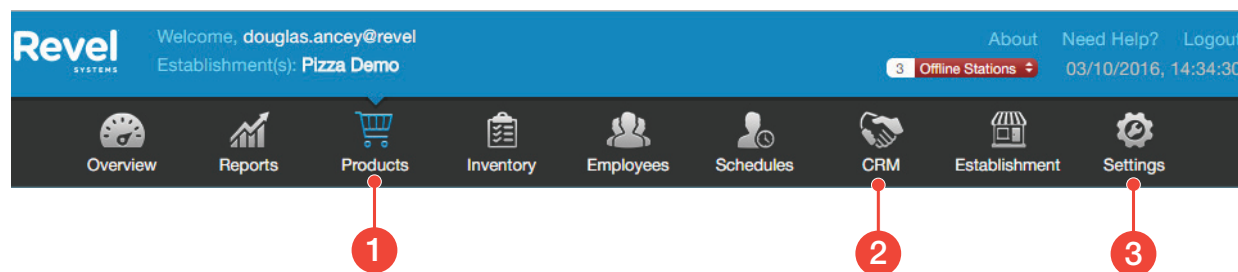 Revel
SYSTEMS
Welcome, douglas.ancey@revel
Establishment(s): Pizza Demo
About Need Help? Logout
3 Offline Stations 03/10/2016, 14:34:30
Overview Reports Products Inventory Employees Schedules CRM Establishment Settings
1 2 3